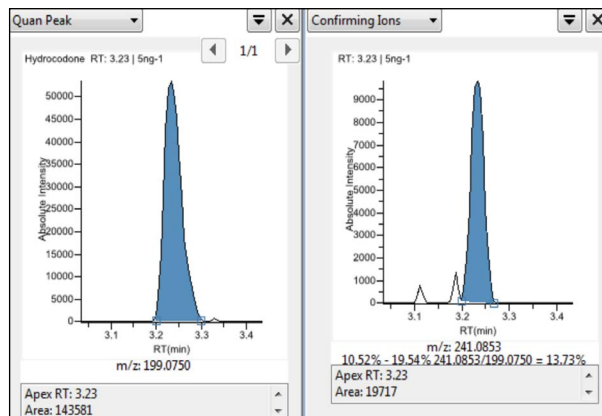 Quan Peak
Hydrocodone RT: 3.23 | 5ng-1
1/1
50000
45000
40000
35000
30000
25000
20000
15000
10000
5000
0
Absolute Intensity
3.1 3.2 3.3 3.4
RT(min)
m/z: 199.0750
Apex RT: 3.23
Area: 143581
Confirming Ions
RT: 3.23 | 5ng-1
9000
8000
7000
6000
5000
4000
3000
2000
1000
0
Absolute Intensity
3.1 3.2 3.3 3.4
RT(min)
m/z: 241.0853
10.52% - 19.54% 241.0853/199.0750 = 13.73%
Apex RT: 3.23
Area: 19717